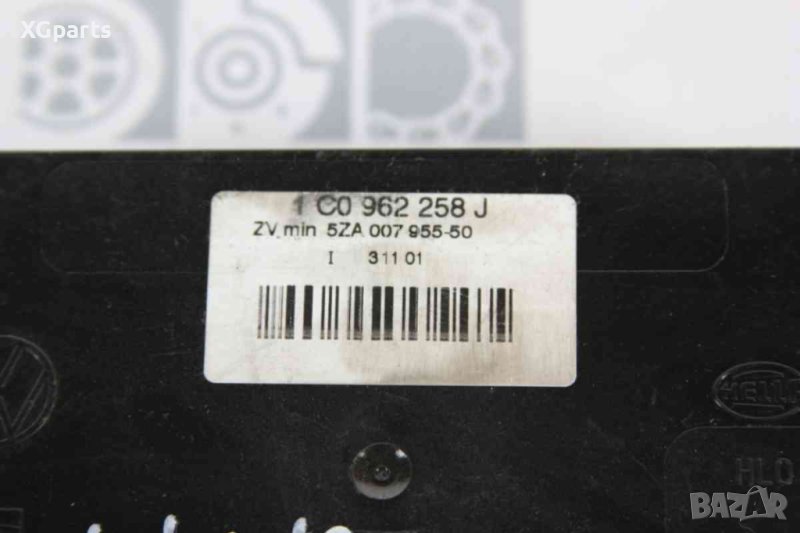 XGparts
1 C0 962 258 J
ZV min 5ZA 007 955-50
I 311 01
HELLA
HLO
BAZAR